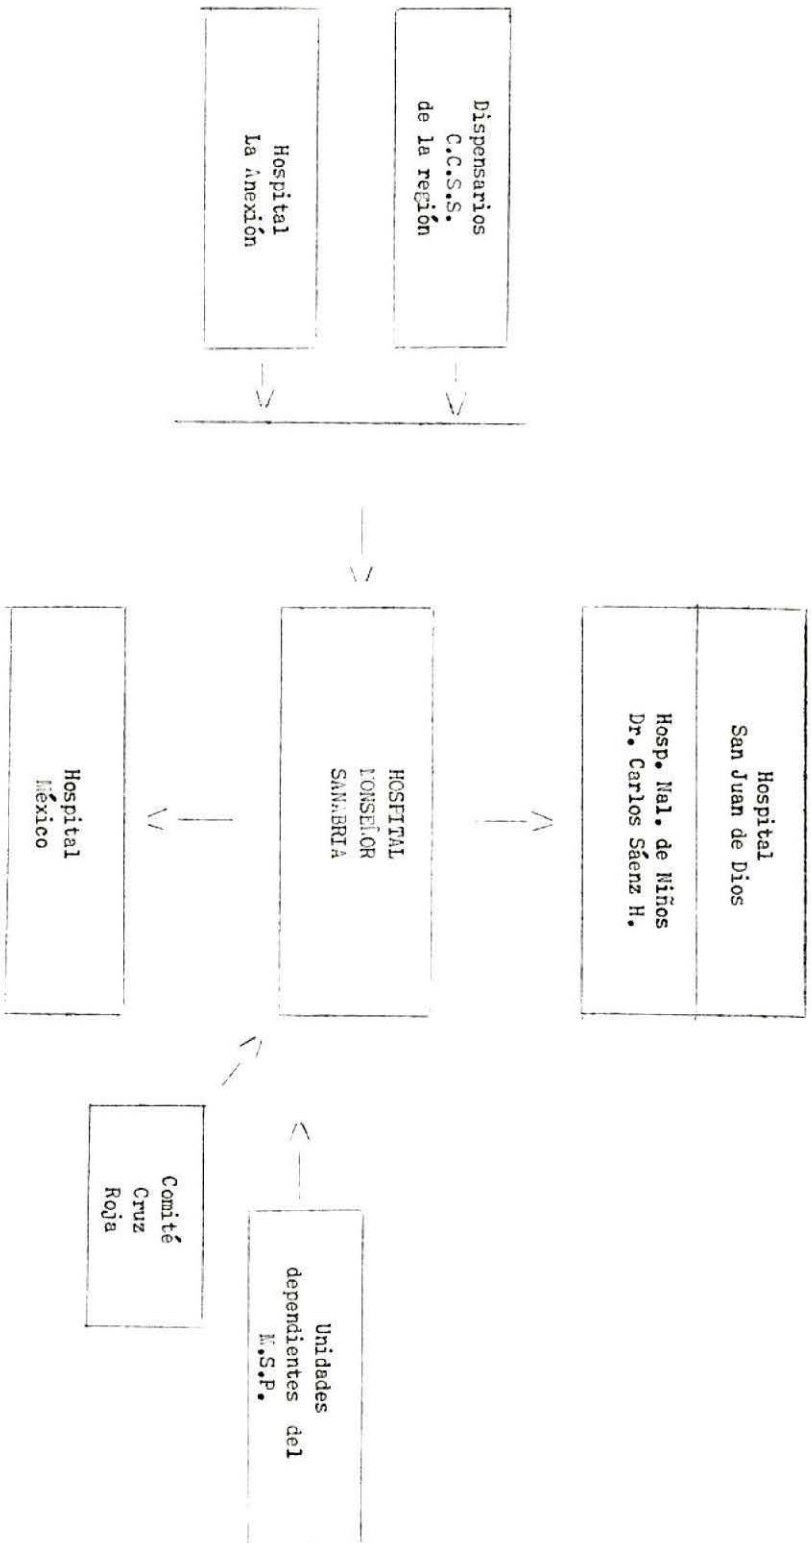 Dispensarios
C.C.S.S.
de la región
Hospital
La Anexión
Hospital
San Juan de Dios
Hosp. Nal. de Niños
Dr. Carlos Sáenz H.
HOSPITAL
MONSEÑOR
SANABRIA
Hospital
México
Unidades
dependientes del
M.S.P.
Comité
Cruz
Roja